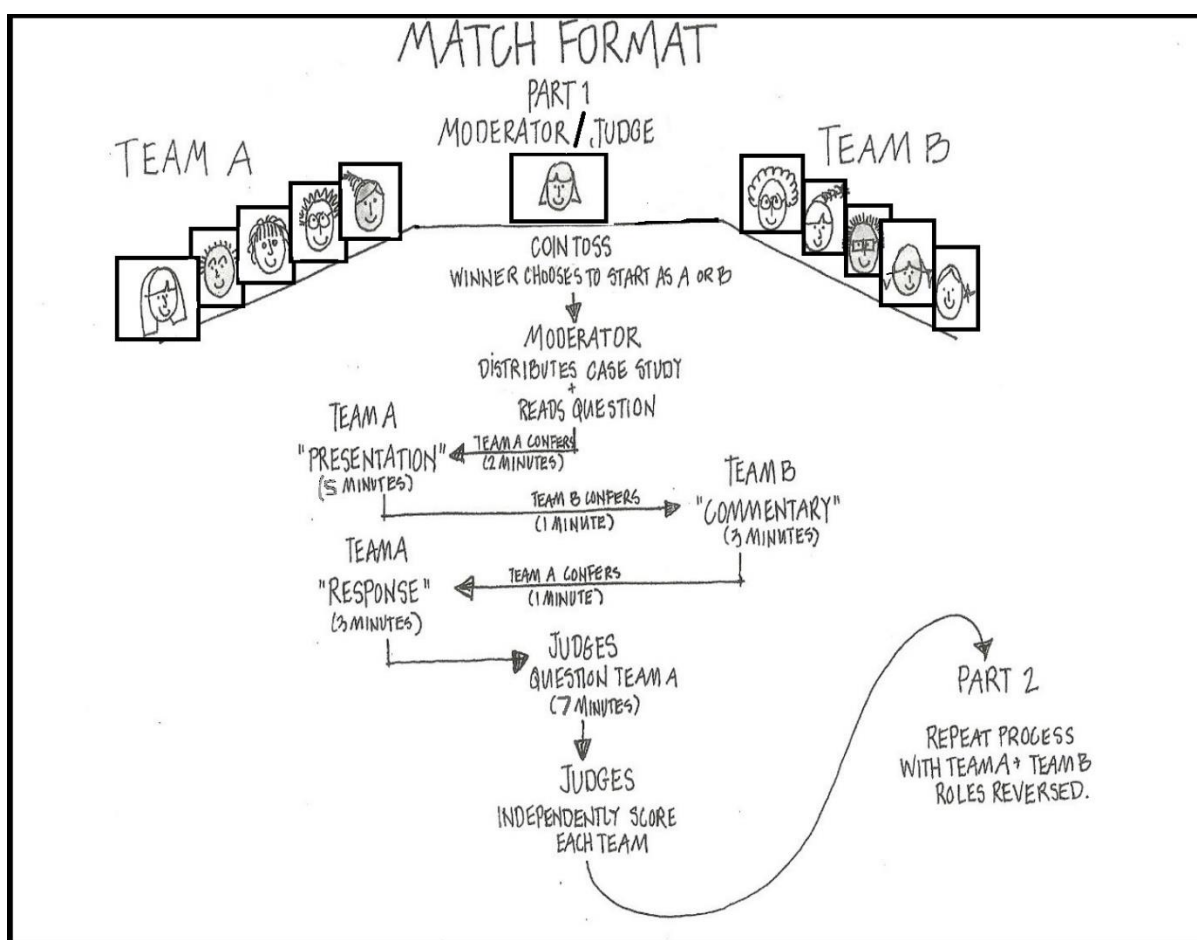 MATCH FORMAT
PART 1
MODERATOR / JUDGE
TEAM A
TEAM B
COIN TOSS
WINNER CHOOSES TO START AS A OR B
MODERATOR
DISTRIBUTES CASE STUDY
+
READS QUESTION
TEAM A CONFERS
(2 MINUTES)
TEAM A
"PRESENTATION"
(5 MINUTES)
TEAM B CONFERS
(1 MINUTE)
TEAM B
"COMMENTARY"
(3 MINUTES)
TEAM A CONFERS
(1 MINUTE)
TEAM A
"RESPONSE"
(3 MINUTES)
JUDGES
QUESTION TEAM A
(7 MINUTES)
JUDGES
INDEPENDENTLY SCORE
EACH TEAM
PART 2
REPEAT PROCESS
WITH TEAM A + TEAM B
ROLES REVERSED.